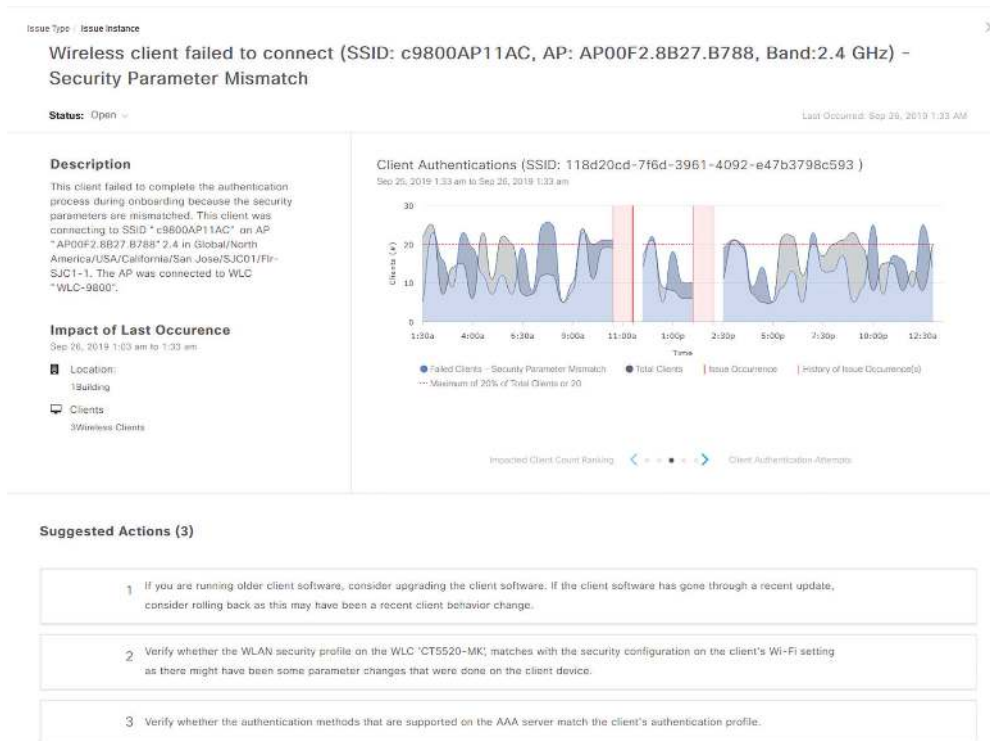 Issue Type / Issue Instance
Wireless client failed to connect (SSID: c9800AP11AC, AP: AP00F2.8B27.B788, Band:2.4 GHz) -
Security Parameter Mismatch
Status: Open
Last Occurred: Sep 26, 2019 1:33 AM
Description
This client failed to complete the authentication
process during onboarding because the security
parameters are mismatched. This client was
connecting to SSID "c9800AP11AC" on AP
"AP00F2.8B27.B788" 2.4 in Global/North
America/USA/California/San Jose/SJC01/Flr-
SJC1-1. The AP was connected to WLC
"WLC-9800".
Impact of Last Occurence
Sep 26, 2019 1:03 am to 1:33 am
Location:
1Building
Clients
3Wireless Clients
Client Authentications (SSID: 118d20cd-7f6d-3961-4092-e47b3798c593 )
Sep 25, 2019 1:33 am to Sep 26, 2019 1:33 am
Clients (#)
30
20
10
0
1:30a 4:00a 6:30a 9:00a 11:00a 1:00p 2:30p 5:00p 7:30p 10:00p 12:30a
Time
Failed Clients - Security Parameter Mismatch Total Clients Issue Occurrence History of Issue Occurrence(s)
Maximum of 20% of Total Clients or 20
Impacted Client Count Ranking Client Authentication Attempts
Suggested Actions (3)
1 If you are running older client software, consider upgrading the client software. If the client software has gone through a recent update,
consider rolling back as this may have been a recent client behavior change.
2 Verify whether the WLAN security profile on the WLC 'CT5520-MK', matches with the security configuration on the client's Wi-Fi setting
as there might have been some parameter changes that were done on the client device.
3 Verify whether the authentication methods that are supported on the AAA server match the client's authentication profile.